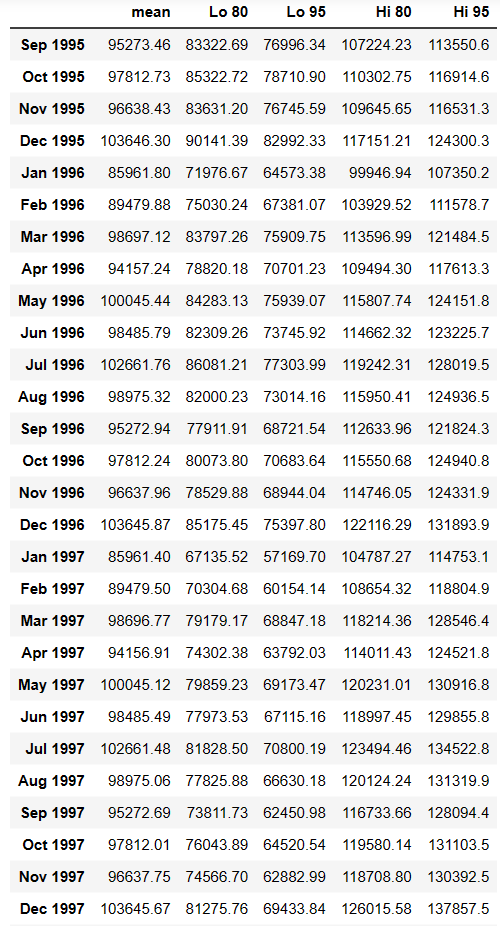 mean Lo 80 Lo 95 Hi 80 Hi 95
Sep 1995 95273.46 83322.69 76996.34 107224.23 113550.6
Oct 1995 97812.73 85322.72 78710.90 110302.75 116914.6
Nov 1995 96638.43 83631.20 76745.59 109645.65 116531.3
Dec 1995 103646.30 90141.39 82992.33 117151.21 124300.3
Jan 1996 85961.80 71976.67 64573.38 99946.94 107350.2
Feb 1996 89479.88 75030.24 67381.07 103929.52 111578.7
Mar 1996 98697.12 83797.26 75909.75 113596.99 121484.5
Apr 1996 94157.24 78820.18 70701.23 109494.30 117613.3
May 1996 100045.44 84283.13 75939.07 115807.74 124151.8
Jun 1996 98485.79 82309.26 73745.92 114662.32 123225.7
Jul 1996 102661.76 86081.21 77303.99 119242.31 128019.5
Aug 1996 98975.32 82000.23 73014.16 115950.41 124936.5
Sep 1996 95272.94 77911.91 68721.54 112633.96 121824.3
Oct 1996 97812.24 80073.80 70683.64 115550.68 124940.8
Nov 1996 96637.96 78529.88 68944.04 114746.05 124331.9
Dec 1996 103645.87 85175.45 75397.80 122116.29 131893.9
Jan 1997 85961.40 67135.52 57169.70 104787.27 114753.1
Feb 1997 89479.50 70304.68 60154.14 108654.32 118804.9
Mar 1997 98696.77 79179.17 68847.18 118214.36 128546.4
Apr 1997 94156.91 74302.38 63792.03 114011.43 124521.8
May 1997 100045.12 79859.23 69173.47 120231.01 130916.8
Jun 1997 98485.49 77973.53 67115.16 118997.45 129855.8
Jul 1997 102661.48 81828.50 70800.19 123494.46 134522.8
Aug 1997 98975.06 77825.88 66630.18 120124.24 131319.9
Sep 1997 95272.69 73811.73 62450.98 116733.66 128094.4
Oct 1997 97812.01 76043.89 64520.54 119580.14 131103.5
Nov 1997 96637.75 74566.70 62882.99 118708.80 130392.5
Dec 1997 103645.67 81275.76 69433.84 126015.58 137857.5